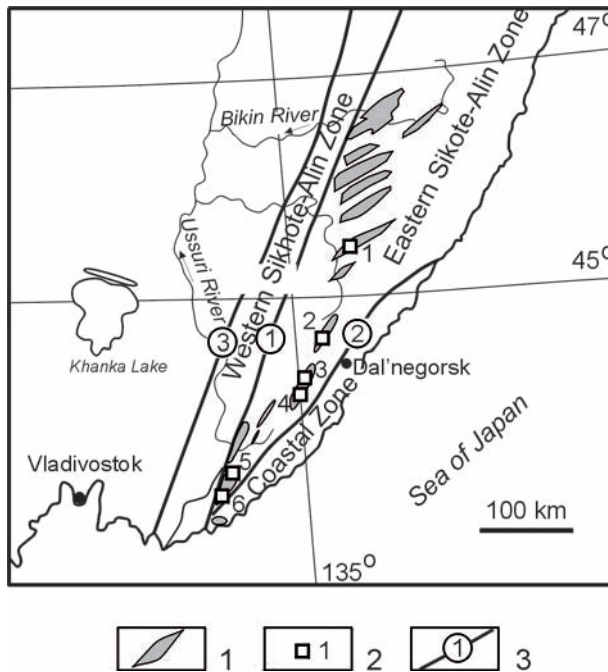 47°
Bikin River
Western Sikhote-Alin Zone
Eastern Sikote-Alin Zone
1
Ussuri River
45°
2
3
1
2
Khanka Lake
3
Dal'negorsk
4
Coastal Zone
Sea of Japan
Vladivostok
5
6
100 km
135°
1
1
2
1
3